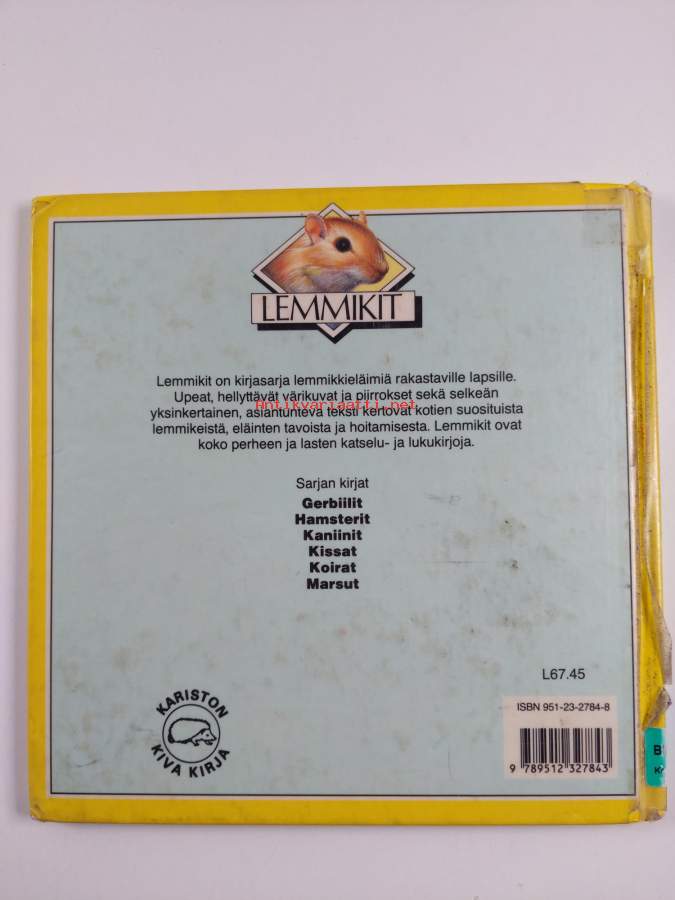 LEMMIKIT
Lemmikit on kirjasarja lemmikkieläimiä rakastaville lapsille.
Upeat, hellyttävät värikuvat ja piirrokset sekä selkeän
yksinkertainen, asiantunteva teksti kertovat kotien suosituista
lemmikeistä, eläinten tavoista ja hoitamisesta. Lemmikit ovat
koko perheen ja lasten katselu- ja lukukirjoja.
Antikvariaatti.net
Sarjan kirjat
Gerbiilit
Hamsterit
Kaniinit
Kissat
Koirat
Marsut
L67.45
KARISTON
KIVA KIRJA
ISBN 951-23-2784-8
9 789512 327843